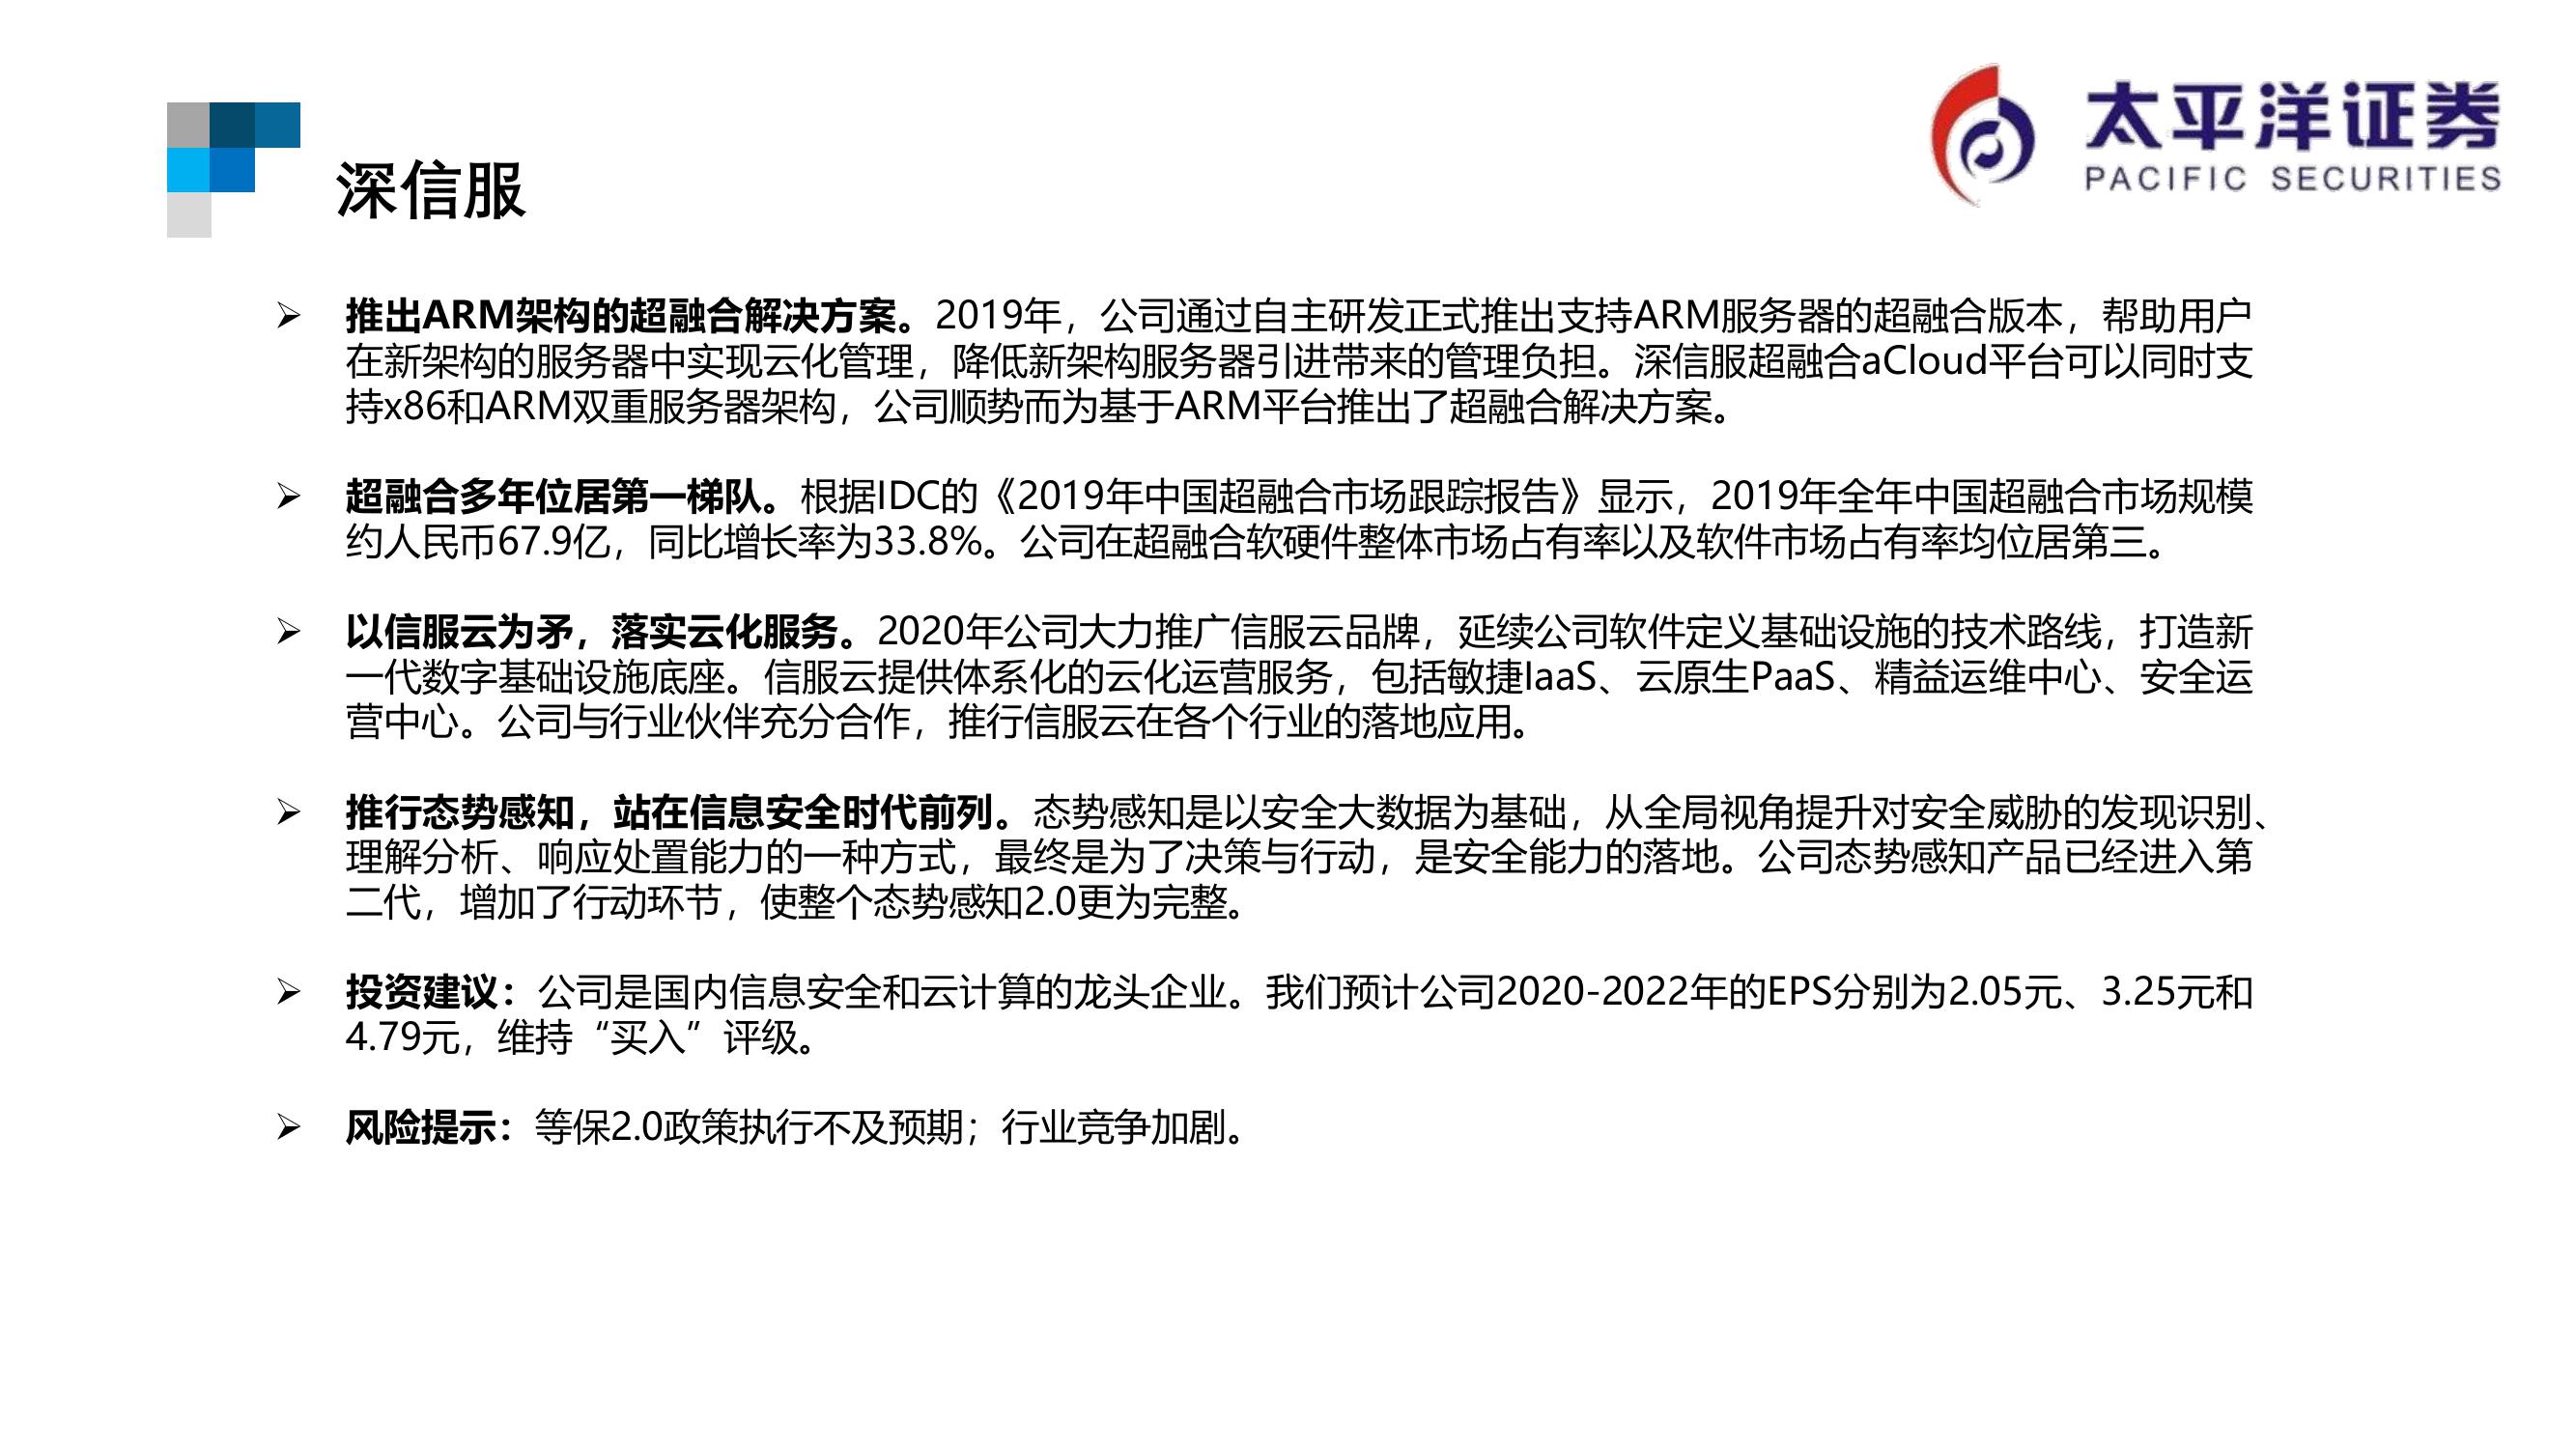 太平洋证券
PACIFIC SECURITIES
深信服
➢ 推出ARM架构的超融合解决方案。2019年，公司通过自主研发正式推出支持ARM服务器的超融合版本，帮助用户
在新架构的服务器中实现云化管理，降低新架构服务器引进带来的管理负担。深信服超融合aCloud平台可以同时支
持x86和ARM双重服务器架构，公司顺势而为基于ARM平台推出了超融合解决方案。
➢ 超融合多年位居第一梯队。根据IDC的《2019年中国超融合市场跟踪报告》显示，2019年全年中国超融合市场规模
约人民币67.9亿，同比增长率为33.8%。公司在超融合软硬件整体市场占有率以及软件市场占有率均位居第三。
➢ 以信服云为矛，落实云化服务。2020年公司大力推广信服云品牌，延续公司软件定义基础设施的技术路线，打造新
一代数字基础设施底座。信服云提供体系化的云化运营服务，包括敏捷IaaS、云原生PaaS、精益运维中心、安全运
营中心。公司与行业伙伴充分合作，推行信服云在各个行业的落地应用。
➢ 推行态势感知，站在信息安全时代前列。态势感知是以安全大数据为基础，从全局视角提升对安全威胁的发现识别、
理解分析、响应处置能力的一种方式，最终是为了决策与行动，是安全能力的落地。公司态势感知产品已经进入第
二代，增加了行动环节，使整个态势感知2.0更为完整。
➢ 投资建议：公司是国内信息安全和云计算的龙头企业。我们预计公司2020-2022年的EPS分别为2.05元、3.25元和
4.79元，维持“买入”评级。
➢ 风险提示：等保2.0政策执行不及预期；行业竞争加剧。